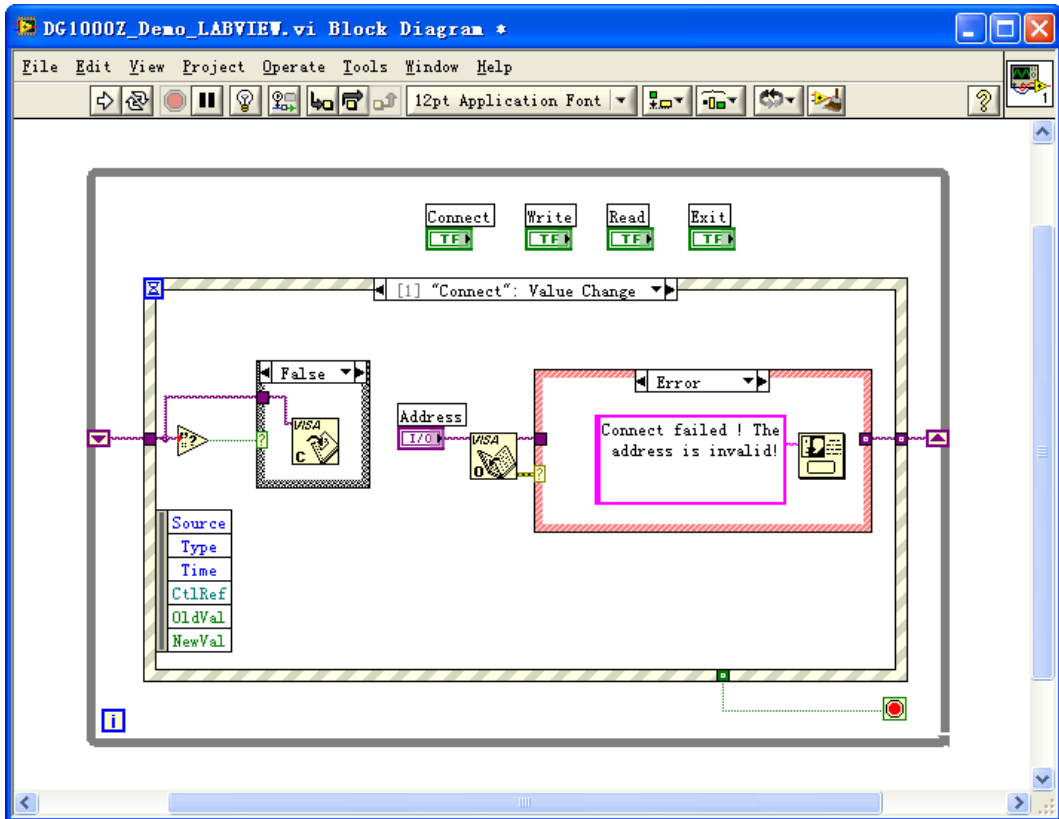 DG1000Z_Demo_LABVIEW.vi Block Diagram *
File Edit View Project Operate Tools Window Help
12pt Application Font
1
Connect Write Read Exit
TF TF TF TF
[1] "Connect": Value Change
False
Error
Address
I/O
VISA
C
VISA
O
Connect failed ! The
address is invalid!
"?
?
?
Source
Type
Time
CtlRef
OldVal
NewVal
i